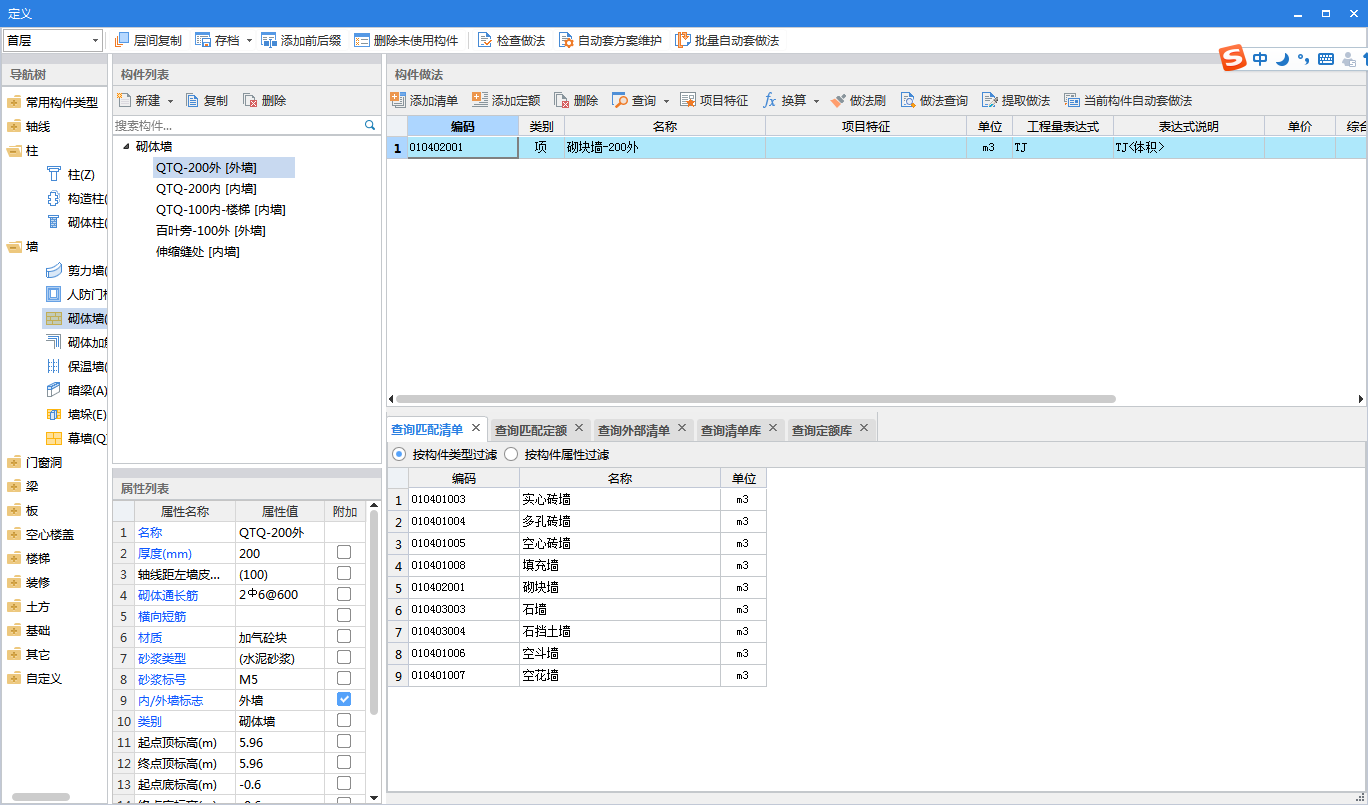 定义
首层 层间复制 存档 添加前后缀 删除未使用构件 检查做法 自动套方案维护 批量自动套做法
中
导航树
常用构件类型
轴线
柱
柱(Z)
构造柱(
砌体柱(
墙
剪力墙(
人防门框
砌体墙(
砌体加筋
保温墙(
暗梁(A)
墙垛(E)
幕墙(Q)
门窗洞
梁
板
空心楼盖
楼梯
装修
土方
基础
其它
自定义
构件列表
新建 复制 删除
搜索构件...
砌体墙
QTQ-200外 [外墙]
QTQ-200内 [内墙]
QTQ-100内-楼梯 [内墙]
百叶旁-100外 [外墙]
伸缩缝处 [内墙]
属性列表
属性名称 属性值 附加
1 名称 QTQ-200外
2 厚度(mm) 200
3 轴线距左墙皮... (100)
4 砌体通长筋 2中6@600
5 横向短筋
6 材质 加气砼块
7 砂浆类型 (水泥砂浆)
8 砂浆标号 M5
9 内/外墙标志 外墙
10 类别 砌体墙
11 起点顶标高(m) 5.96
12 终点顶标高(m) 5.96
13 起点底标高(m) -0.6
构件做法
添加清单 添加定额 删除 查询 项目特征 fx 换算 做法刷 做法查询 提取做法 当前构件自动套做法
编码 类别 名称 项目特征 单位 工程量表达式 表达式说明 单价 综合
1 010402001 项 砌块墙-200外 m3 TJ TJ<体积>
查询匹配清单 查询匹配定额 查询外部清单 查询清单库 查询定额库
按构件类型过滤 按构件属性过滤
编码 名称 单位
1 010401003 实心砖墙 m3
2 010401004 多孔砖墙 m3
3 010401005 空心砖墙 m3
4 010401008 填充墙 m3
5 010402001 砌块墙 m3
6 010403003 石墙 m3
7 010403004 石挡土墙 m3
8 010401006 空斗墙 m3
9 010401007 空花墙 m3